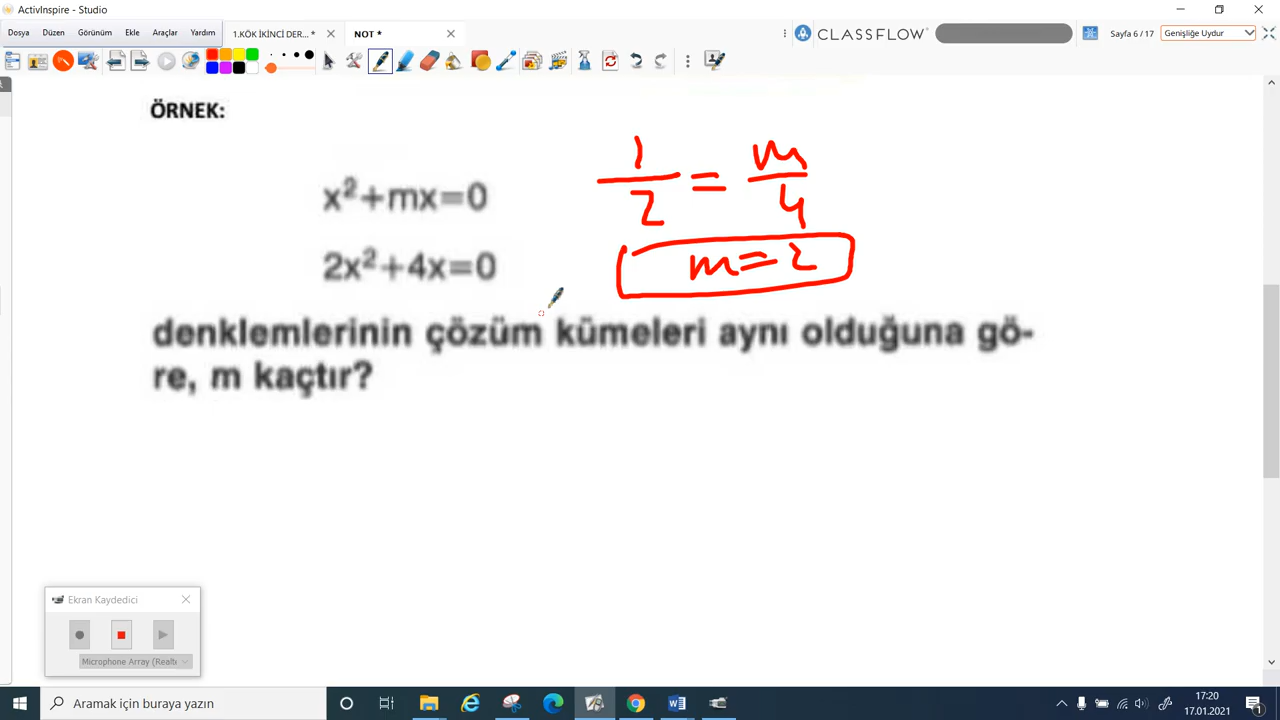 ActivInspire - Studio
Dosya Düzen Görünüm Ekle Araçlar Yardım
1.KÖK İKİNCİ DER... *
NOT *
CLASSFLOW
Sayfa 6 / 17
Genişliğe Uydur
ÖRNEK:
x²+mx=0
2x²+4x=0
1/2 = m/4
m=2
denklemlerinin çözüm kümeleri aynı olduğuna gö-
re, m kaçtır?
Ekran Kaydedici
Microphone Array (Realte
Aramak için buraya yazın
17:20
17.01.2021
1